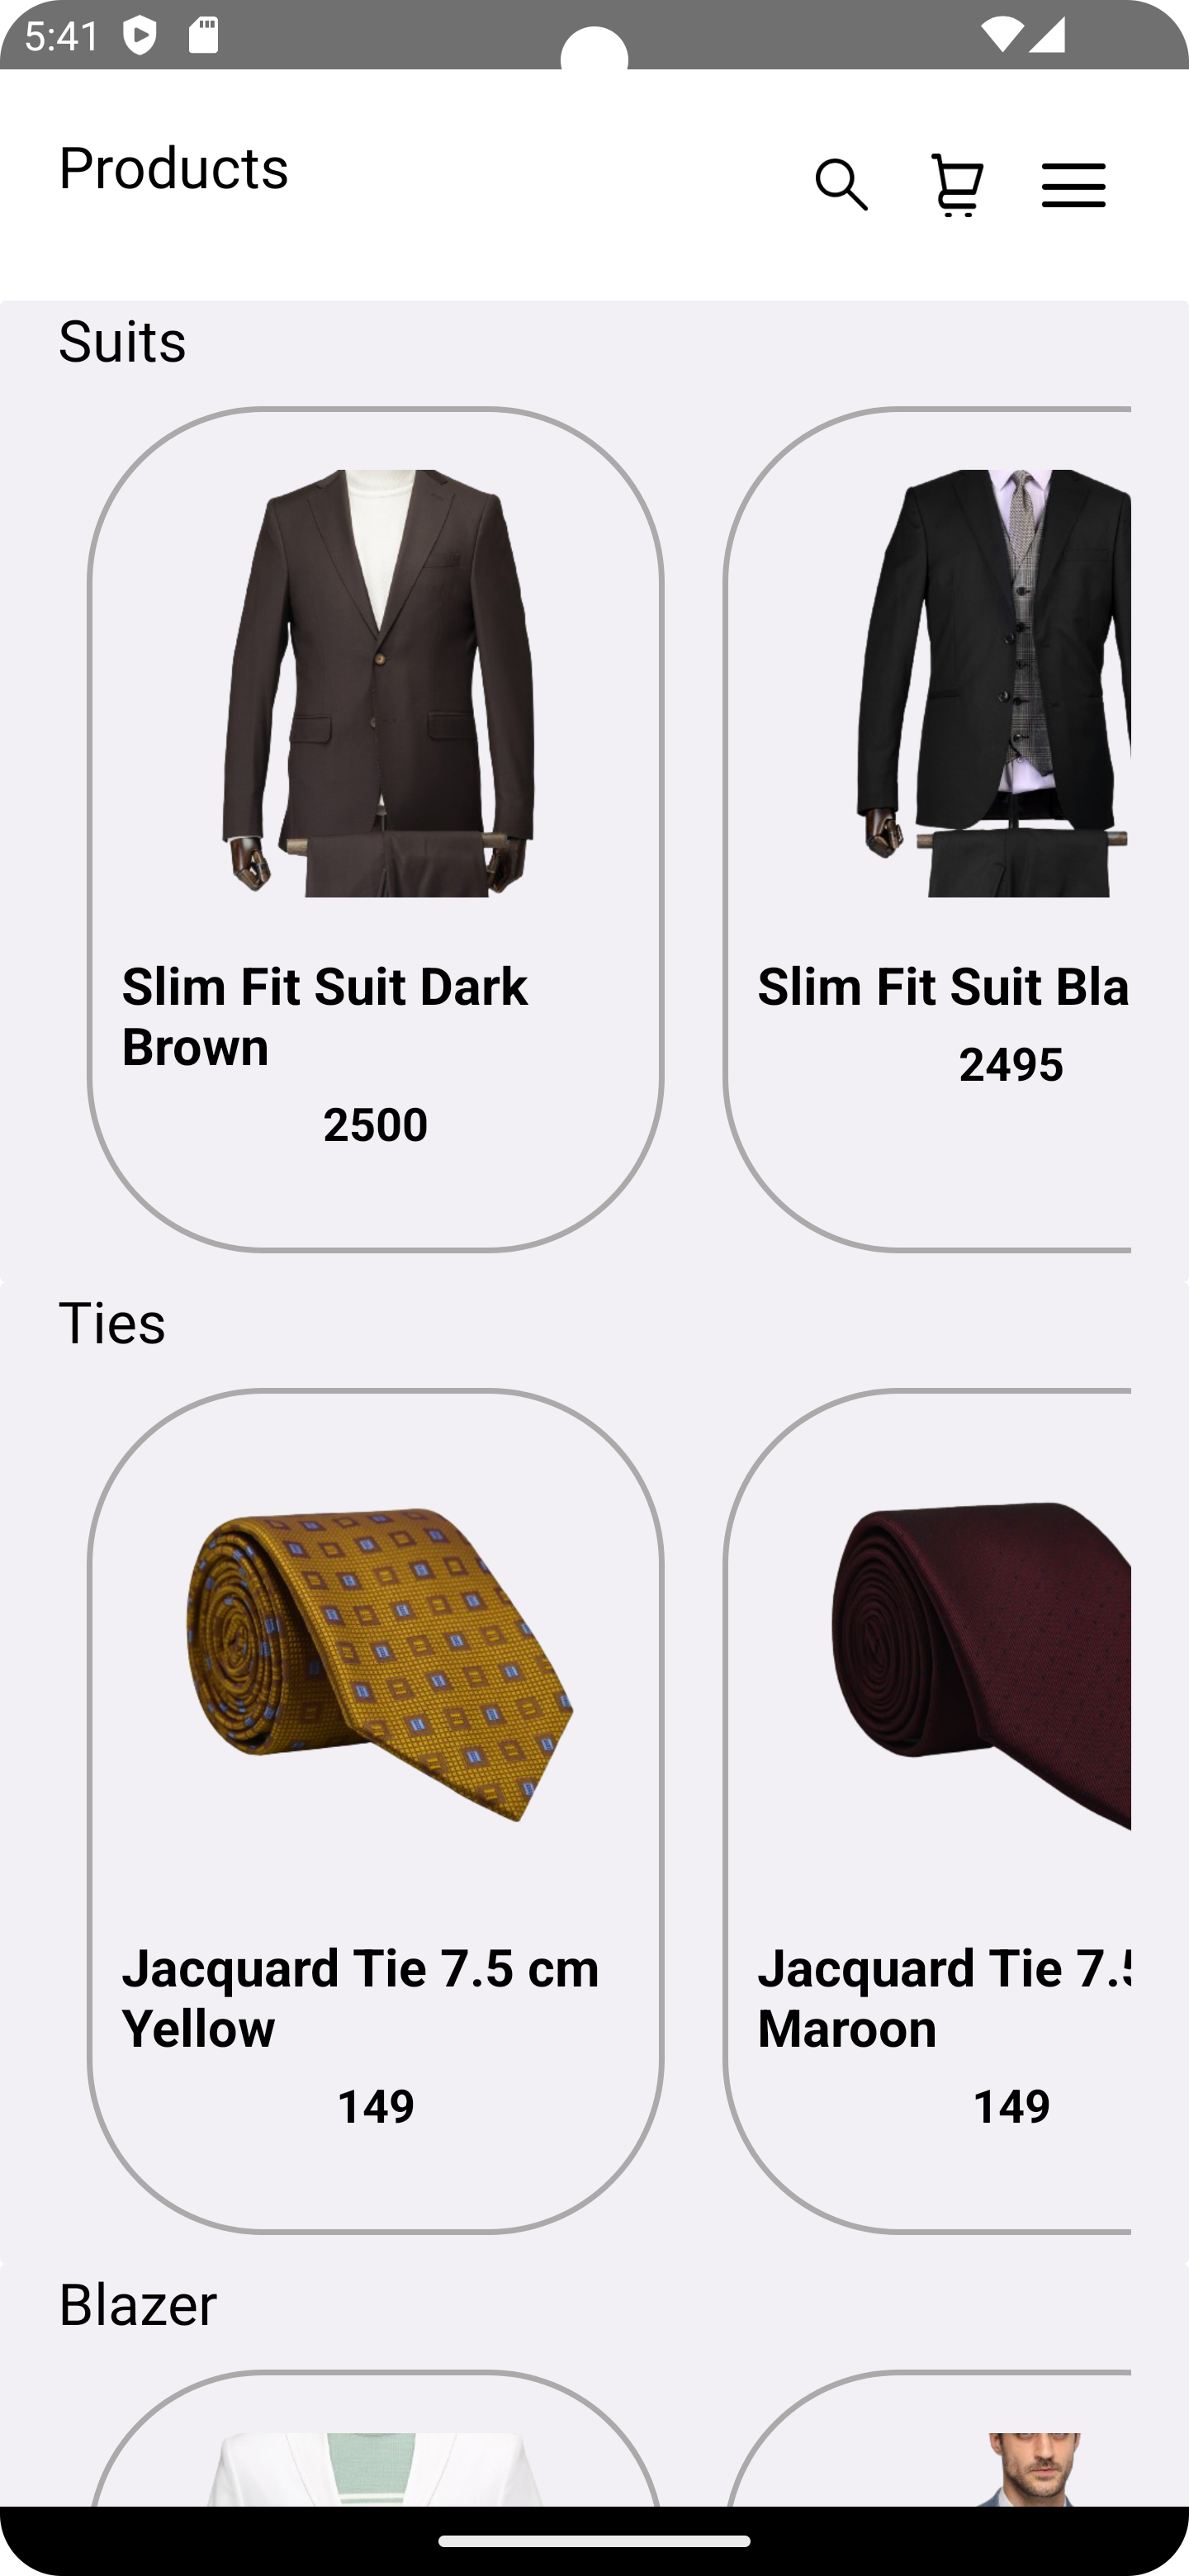 5:41
Products
Suits
Slim Fit Suit Dark
Brown
2500
Slim Fit Suit Bla
2495
Ties
Jacquard Tie 7.5 cm
Yellow
149
Jacquard Tie 7.5
Maroon
149
Blazer